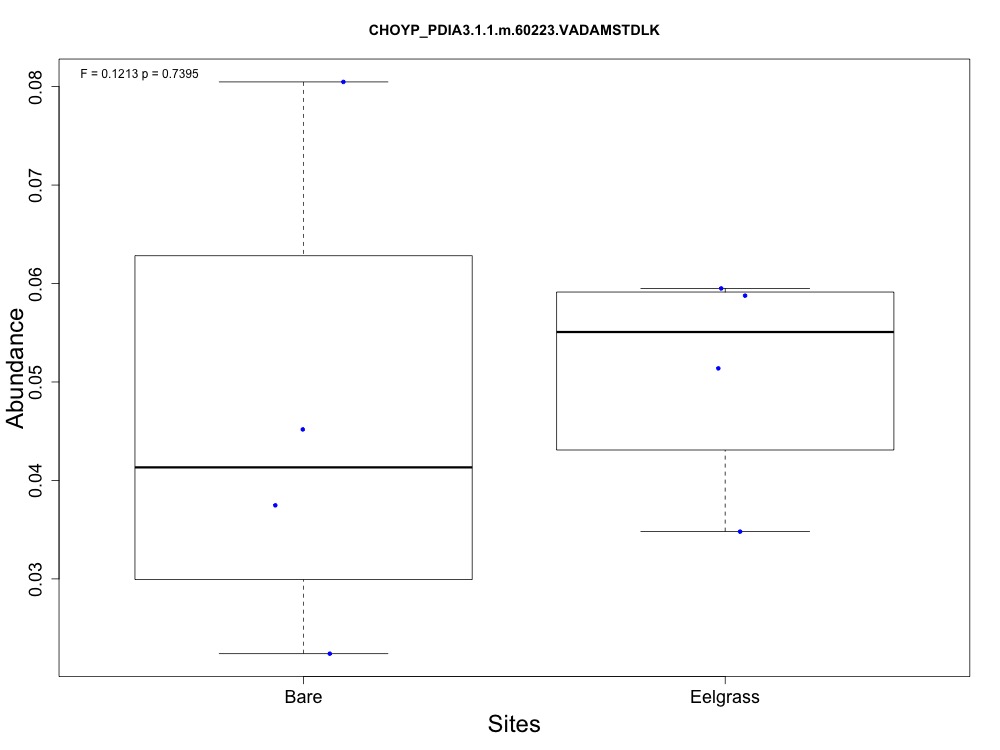 CHOYP_PDIA3.1.1.m.60223.VADAMSTDLK
F = 0.1213 p = 0.7395
0.08
0.07
0.06
0.05
0.04
0.03
Abundance
Bare
Eelgrass
Sites